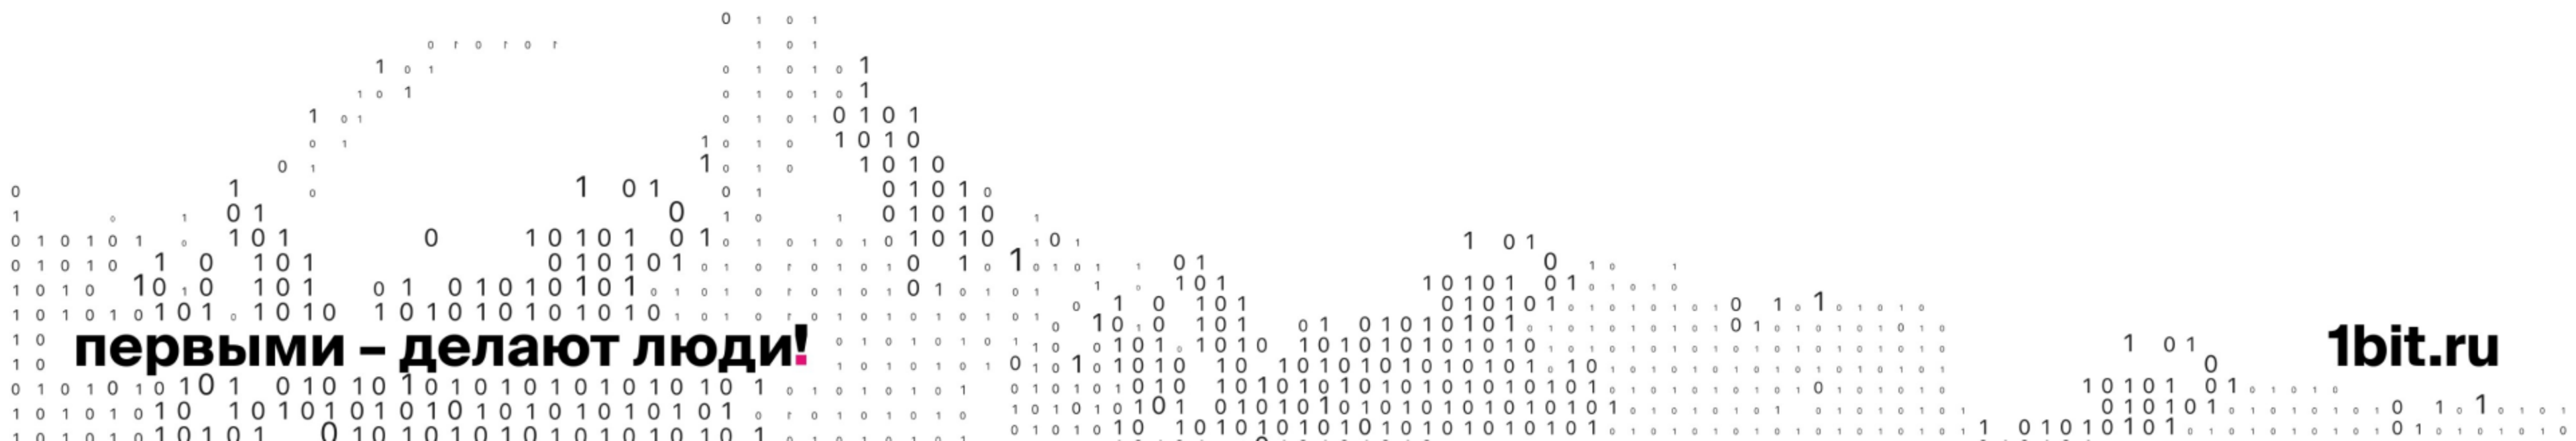 первыми – делают люди!
1bit.ru